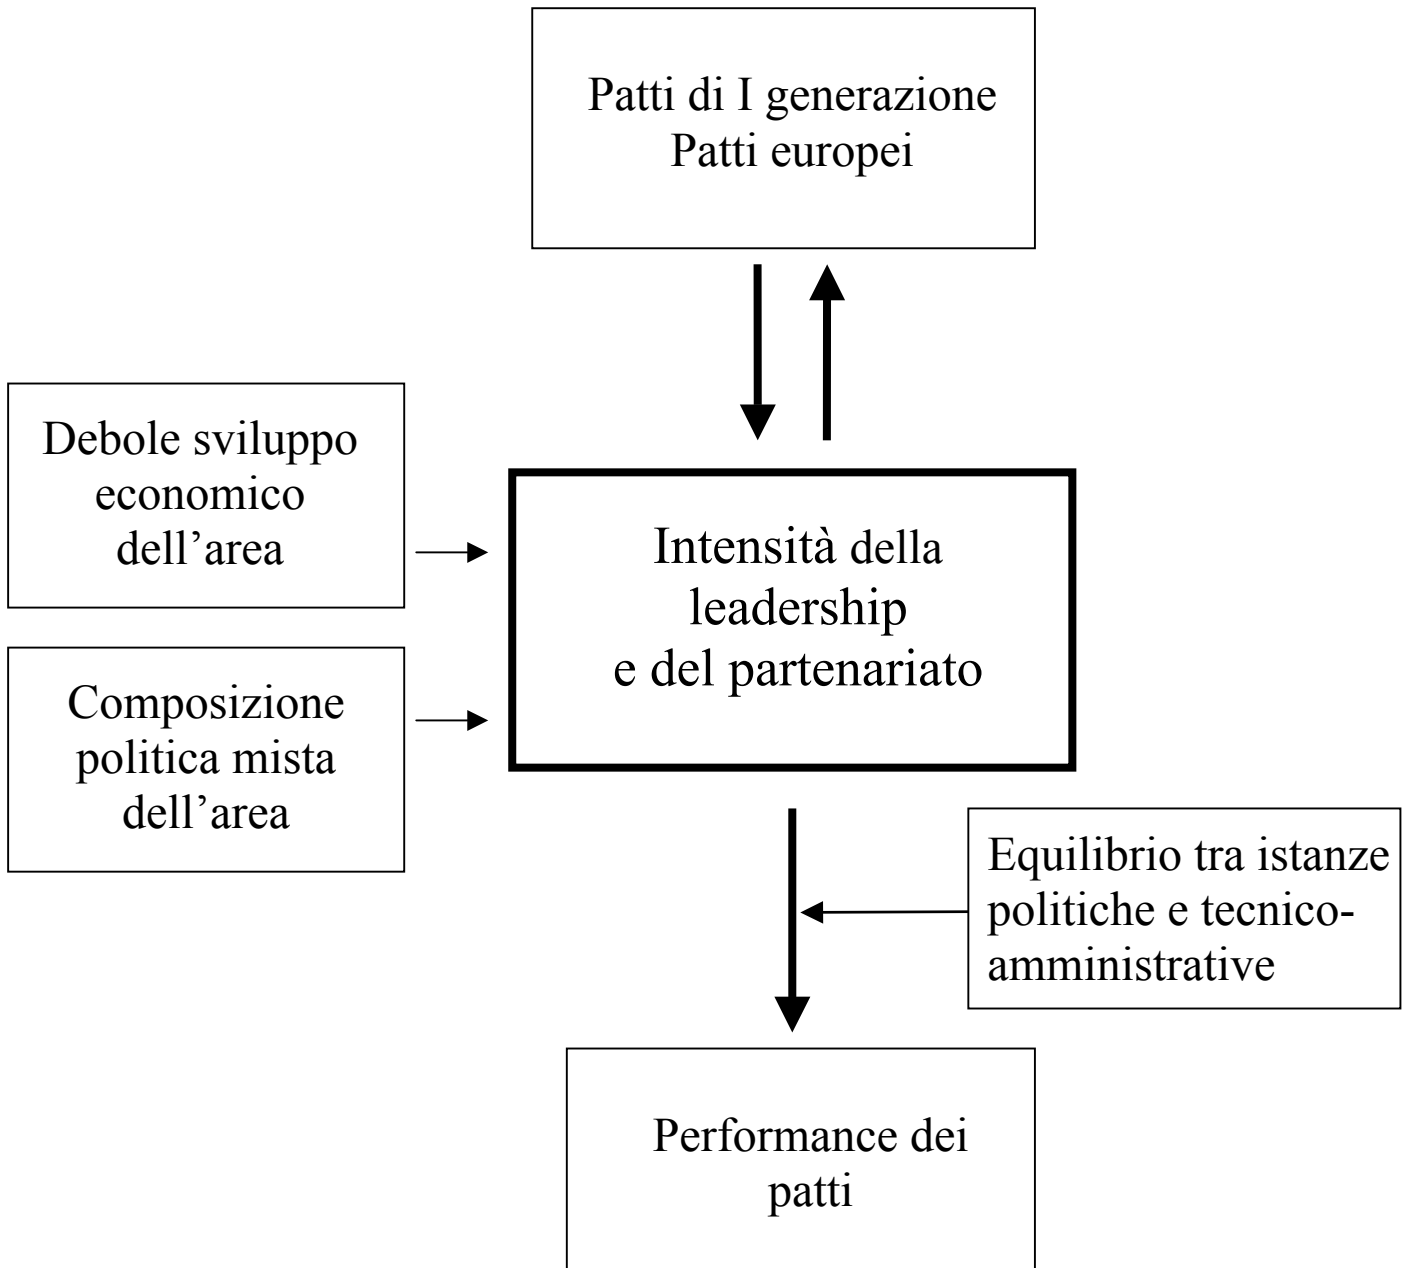 Patti di I generazione
Patti europei
Debole sviluppo
economico
dell’area
Intensità della
leadership
e del partenariato
Composizione
politica mista
dell’area
Equilibrio tra istanze
politiche e tecnico-
amministrative
Performance dei
patti